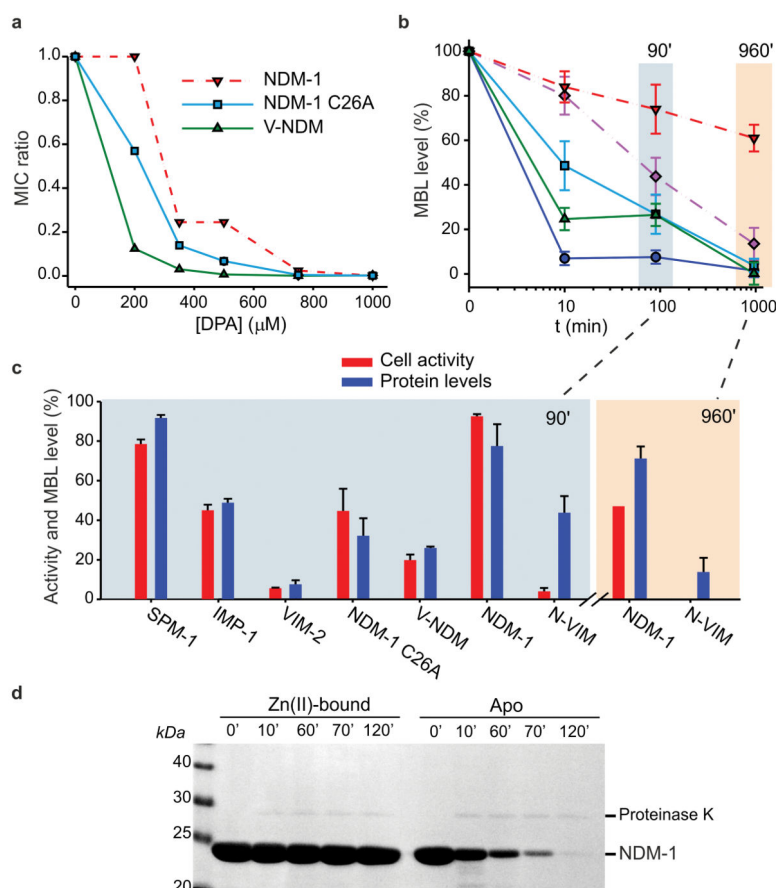 a
1.0
0.8
0.6
0.4
0.2
0.0
MIC ratio
NDM-1
NDM-1 C26A
V-NDM
0 200 400 600 800 1000
[DPA] (μM)
b
90' 960'
100
80
60
40
20
0
MBL level (%)
0 10 100 1000
t (min)
c
Cell activity
Protein levels
90' 960'
100
80
60
40
20
0
Activity and MBL level (%)
SPM-1 IMP-1 VIM-2 NDM-1 C26A V-NDM NDM-1 N-VIM NDM-1 N-VIM
d
Zn(II)-bound Apo
kDa 0' 10' 60' 70' 120' 0' 10' 60' 70' 120'
40
30
Proteinase K
25
NDM-1
20